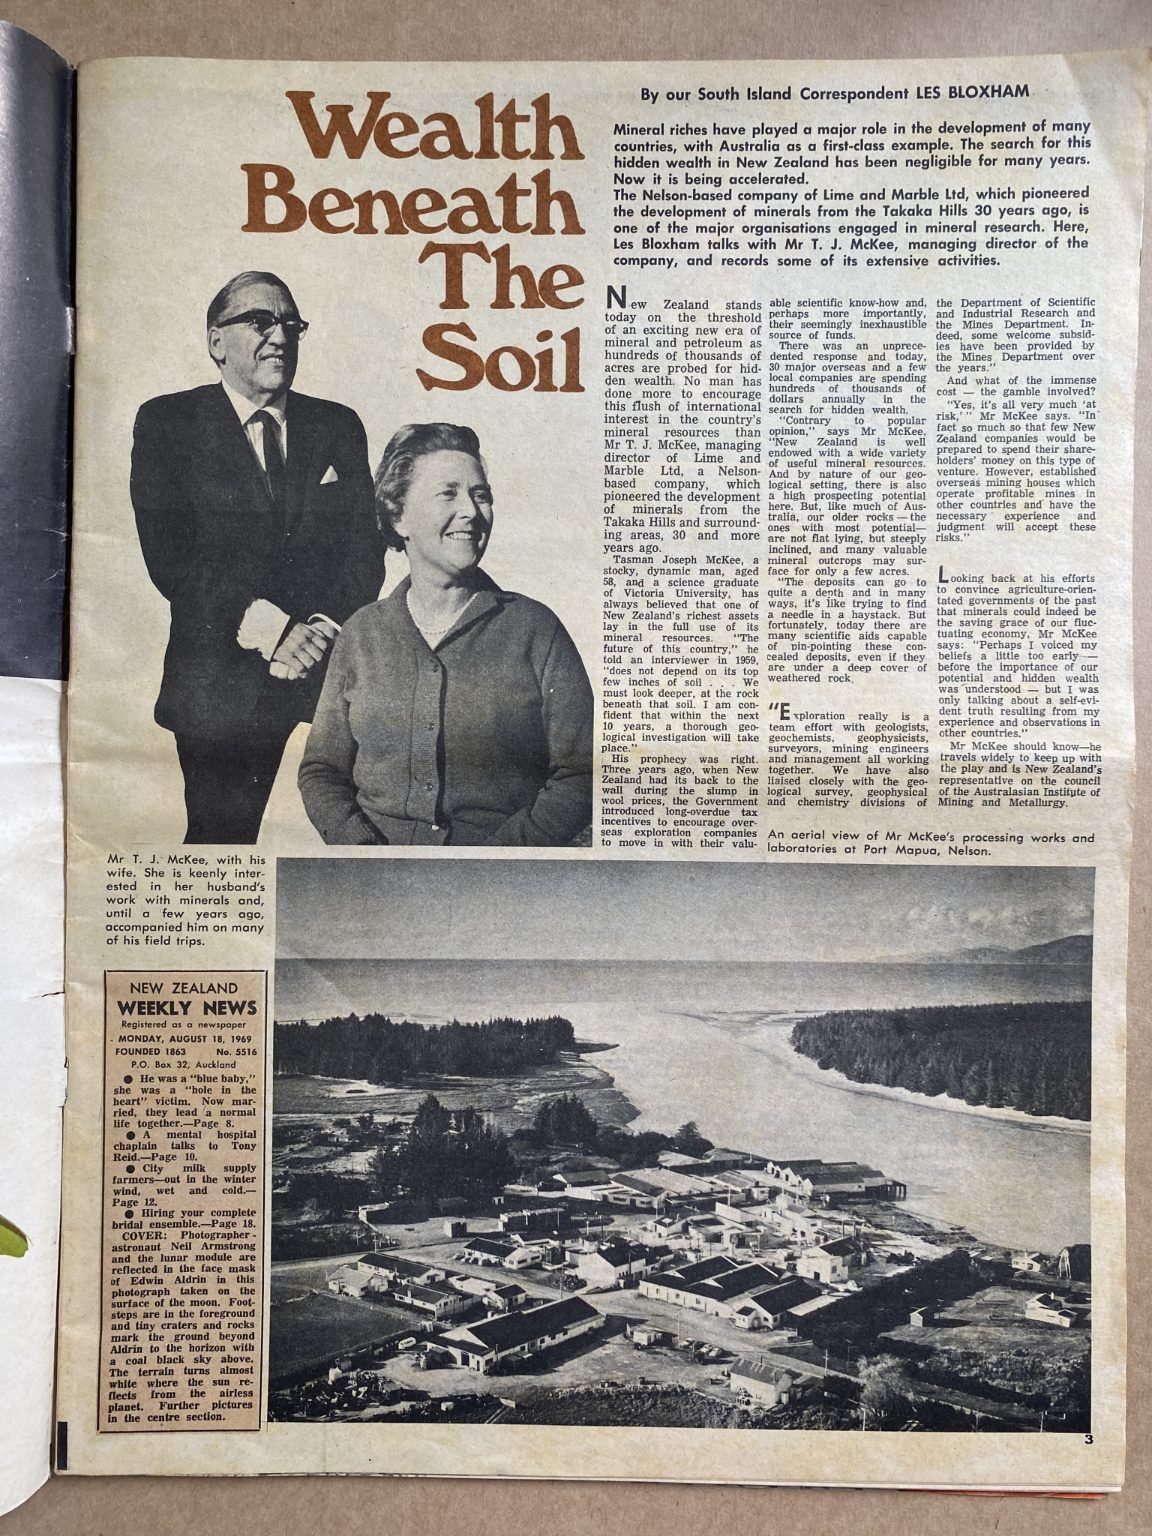 Wealth
Beneath
The
Soil
By our South Island Correspondent LES BLOXHAM
Mineral riches have played a major role in the development of many
countries, with Australia as a first-class example. The search for this
hidden wealth in New Zealand has been negligible for many years.
Now it is being accelerated.
The Nelson-based company of Lime and Marble Ltd, which pioneered
the development of minerals from the Takaka Hills 30 years ago, is
one of the major organisations engaged in mineral research. Here,
Les Bloxham talks with Mr T. J. McKee, managing director of the
company, and records some of its extensive activities.
New Zealand stands
today on the threshold
of an exciting new era of
mineral and petroleum as
hundreds of thousands of
acres are probed for hid-
den wealth. No man has
done more to encourage
this flush of international
interest in the country's
mineral resources than
Mr T. J. McKee, managing
director of Lime and
Marble Ltd, a Nelson-
based company, which
pioneered the development
of minerals from the
Takaka Hills and surround-
ing areas, 30 and more
years ago.
Tasman Joseph McKee, a
stocky, dynamic man, aged
58, and a science graduate
of Victoria University, has
always believed that one of
New Zealand's richest assets
lay in the full use of its
mineral resources. "The
future of this country," he
told an interviewer in 1959,
"does not depend on its top
few inches of soil . . . We
must look deeper, at the rock
beneath that soil. I am con-
fident that within the next
10 years, a thorough geo-
logical investigation will take
place."
His prophecy was right.
Three years ago, when New
Zealand had its back to the
wall during the slump in
wool prices, the Government
introduced long-overdue tax
incentives to encourage over-
seas exploration companies
to move in with their valu-
able scientific know-how and,
perhaps more importantly,
their seemingly inexhaustible
source of funds.
There was an unprece-
dented response and today,
30 major overseas and a few
local companies are spending
hundreds of thousands of
dollars annually in the
search for hidden wealth.
"Contrary to popular
opinion," says Mr McKee,
"New Zealand is well
endowed with a wide variety
of useful mineral resources.
And by nature of our geo-
logical setting, there is also
a high prospecting potential
here. But, like much of Aus-
tralia, our older rocks — the
ones with most potential—
are not flat lying, but steeply
inclined, and many valuable
mineral outcrops may sur-
face for only a few acres.
"The deposits can go to
quite a depth and in many
ways, it's like trying to find
a needle in a haystack. But
fortunately, today there are
many scientific aids capable
of pin-pointing these con-
cealed deposits, even if they
are under a deep cover of
weathered rock.
"Exploration really is a
team effort with geologists,
geochemists, geophysicists,
surveyors, mining engineers
and management all working
together. We have also
liaised closely with the geo-
logical survey, geophysical
and chemistry divisions of
the Department of Scientific
and Industrial Research and
the Mines Department. In-
deed, some welcome subsid-
ies have been provided by
the Mines Department over
the years."
And what of the immense
cost — the gamble involved?
"Yes, it's all very much 'at
risk,'" Mr McKee says. "In
fact so much so that few New
Zealand companies would be
prepared to spend their share-
holders' money on this type of
venture. However, established
overseas mining houses which
operate profitable mines in
other countries and have the
necessary experience and
judgment will accept these
risks."
Looking back at his efforts
to convince agriculture-orien-
tated governments of the past
that minerals could indeed be
the saving grace of our fluc-
tuating economy, Mr McKee
says: "Perhaps I voiced my
beliefs a little too early —
before the importance of our
potential and hidden wealth
was understood — but I was
only talking about a self-evi-
dent truth resulting from my
experience and observations in
other countries."
Mr McKee should know—he
travels widely to keep up with
the play and is New Zealand's
representative on the council
of the Australasian Institute of
Mining and Metallurgy.
An aerial view of Mr McKee's processing works and
laboratories at Port Mapua, Nelson.
Mr T. J. McKee, with his
wife. She is keenly inter-
ested in her husband's
work with minerals and,
until a few years ago,
accompanied him on many
of his field trips.
NEW ZEALAND
WEEKLY NEWS
Registered as a newspaper
MONDAY, AUGUST 18, 1969
FOUNDED 1863 No. 5516
P.O. Box 32, Auckland
● He was a "blue baby,"
she was a "hole in the
heart" victim. Now mar-
ried, they lead a normal
life together.—Page 8.
● A mental hospital
chaplain talks to Tony
Reid.—Page 10.
● City milk supply
farmers—out in the winter
wind, wet and cold.—
Page 12.
● Hiring your complete
bridal ensemble.—Page 18.
COVER: Photographer-
astronaut Neil Armstrong
and the lunar module are
reflected in the face mask
of Edwin Aldrin in this
photograph taken on the
surface of the moon. Foot-
steps are in the foreground
and tiny craters and rocks
mark the ground beyond
Aldrin to the horizon with
a coal black sky above.
The terrain turns almost
white where the sun re-
flects from the airless
planet. Further pictures
in the centre section.
3